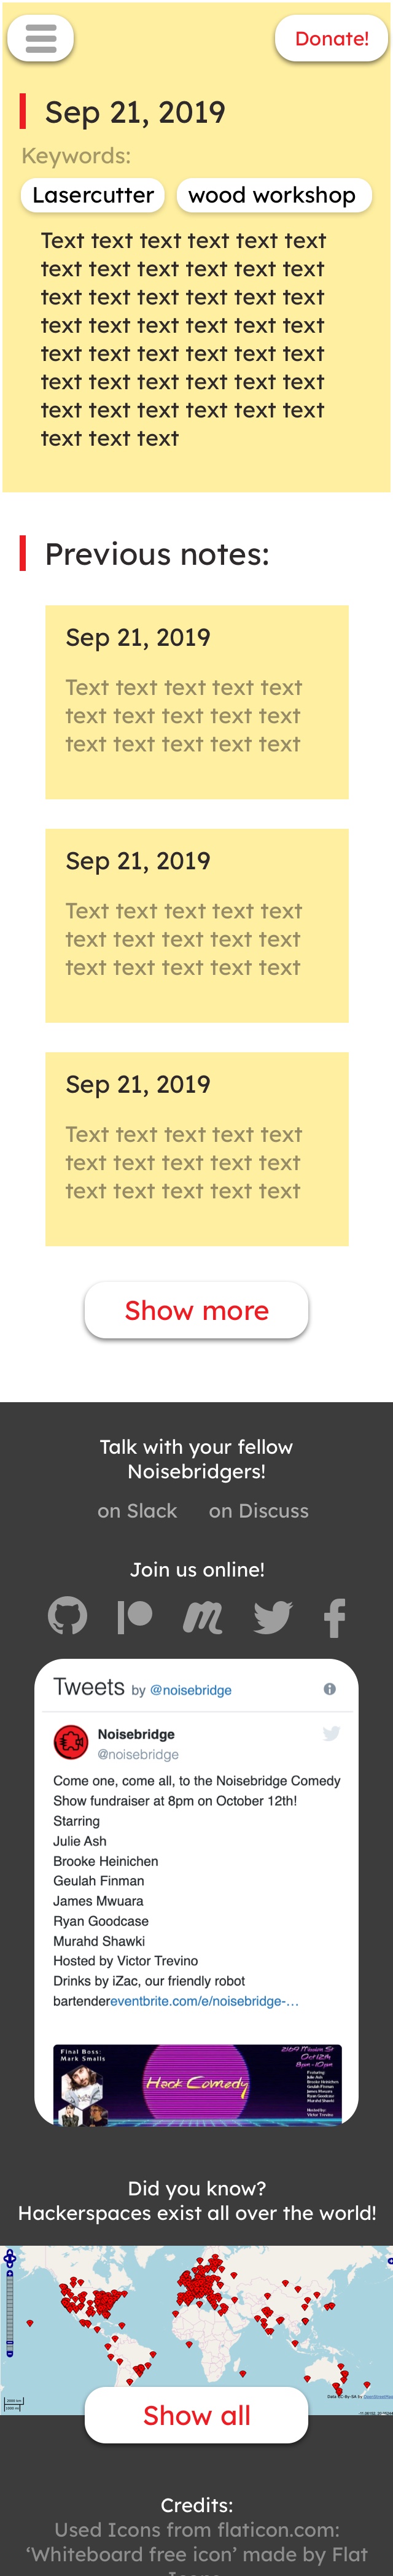 Donate!
Sep 21, 2019
Keywords:
Lasercutter wood workshop
Text text text text text text
text text text text text text
text text text text text text
text text text text text text
text text text text text text
text text text text text text
text text text text text text
text text text
Previous notes:
Sep 21, 2019
Text text text text text
text text text text text
text text text text text
Sep 21, 2019
Text text text text text
text text text text text
text text text text text
Sep 21, 2019
Text text text text text
text text text text text
text text text text text
Show more
Talk with your fellow
Noisebridgers!
on Slack on Discuss
Join us online!
Tweets by @noisebridge
Noisebridge
@noisebridge
Come one, come all, to the Noisebridge Comedy
Show fundraiser at 8pm on October 12th!
Starring
Julie Ash
Brooke Heinichen
Geulah Finman
James Mwuara
Ryan Goodcase
Murahd Shawki
Hosted by Victor Trevino
Drinks by iZac, our friendly robot
bartendereventbrite.com/e/noisebridge-…
Final Boss:
Mark Smalls
Hack Comedy
2169 Mission St
Oct 12th
8pm - 10pm
Did you know?
Hackerspaces exist all over the world!
Show all
Credits:
Used Icons from flaticon.com:
‘Whiteboard free icon’ made by Flat